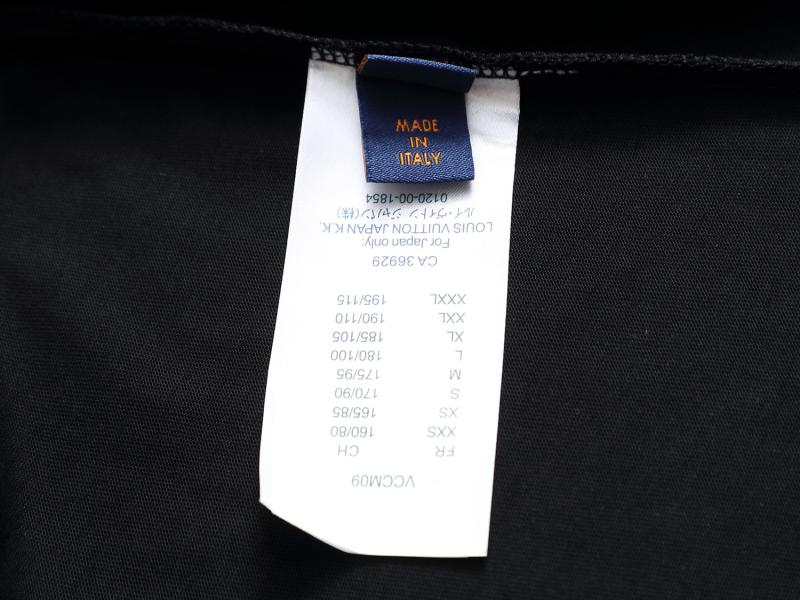 MADE
IN
ITALY
VCCM09
FR CH
XXS 160/80
XS 165/85
S 170/90
M 175/95
L 180/100
XL 185/105
XXL 190/110
XXXL 195/115
CA 36929
For Japan only:
LOUIS VUITTON JAPAN K.K.
ルイ・ヴィトン ジャパン(株)
0120-00-1854